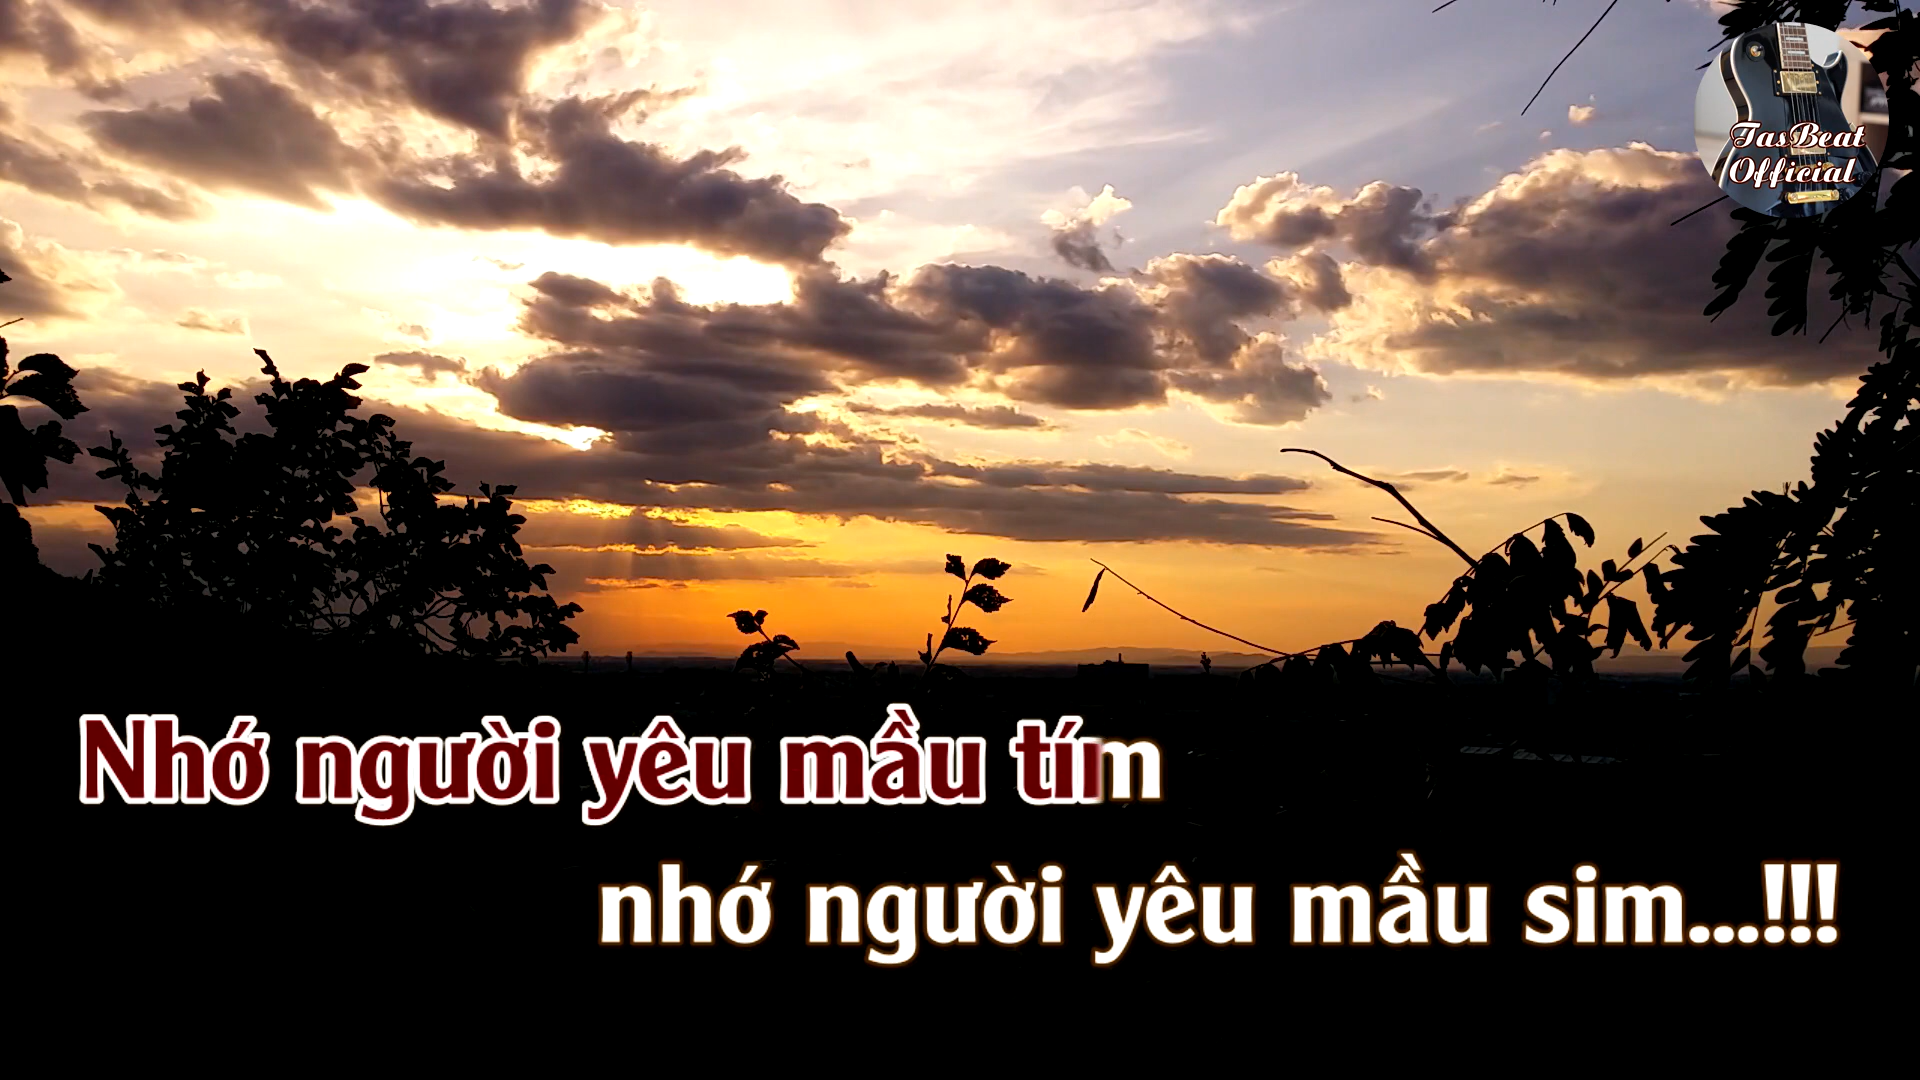 TasBeat
Official
Nhớ người yêu mầu tím
nhớ người yêu mầu sim...!!!